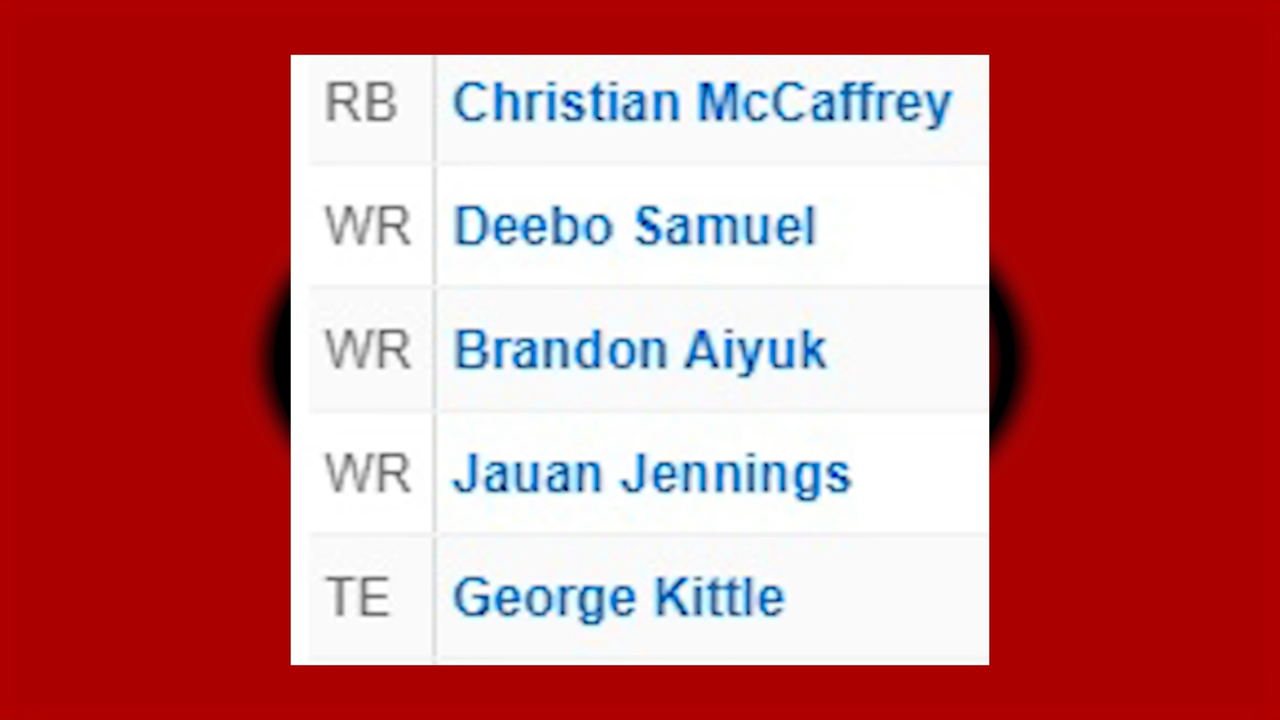 RB Christian McCaffrey
WR Deebo Samuel
WR Brandon Aiyuk
WR Jauan Jennings
TE George Kittle